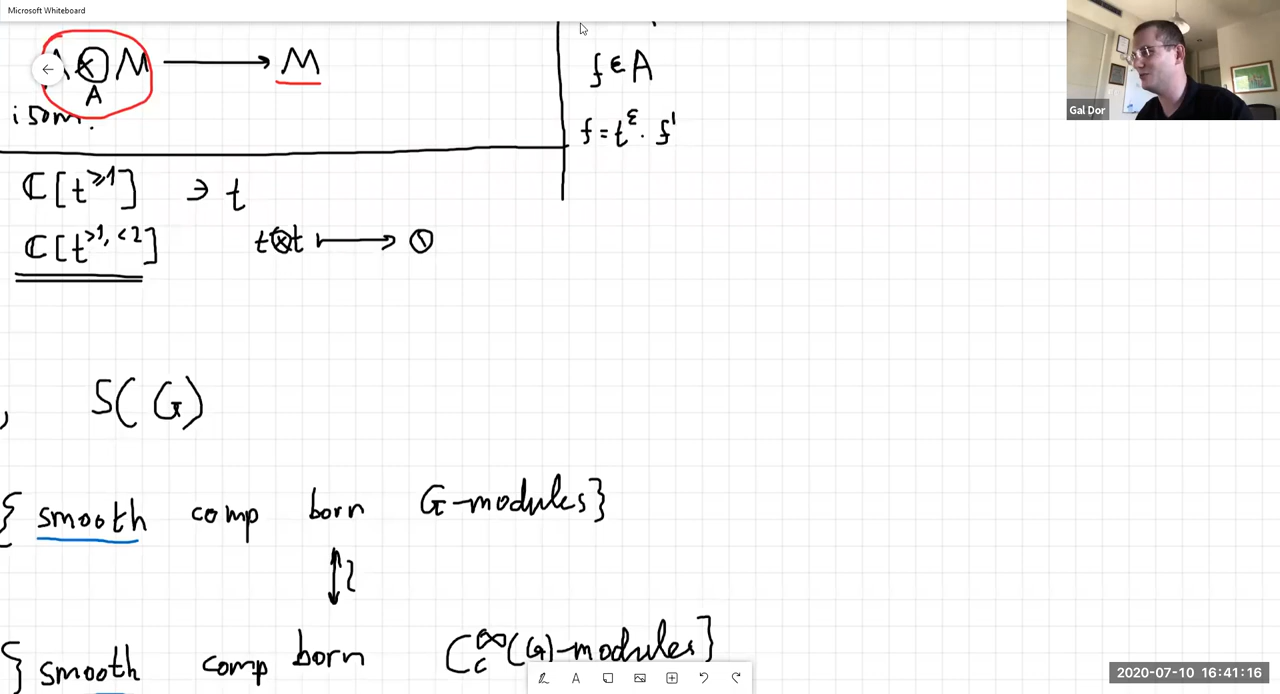 Microsoft Whiteboard
⊗ M ⟶ M
A
isom.
f ∈ A
f = t^ε · f'
ℂ[t^{≥1}] ∋ t
ℂ[t^{>1, <2}] t⊗t ⟼
S(G)
{ smooth comp born G-modules}
{ smooth comp born C_c^∞(G)-modules}
Gal Dor
2020-07-10 16:41:16